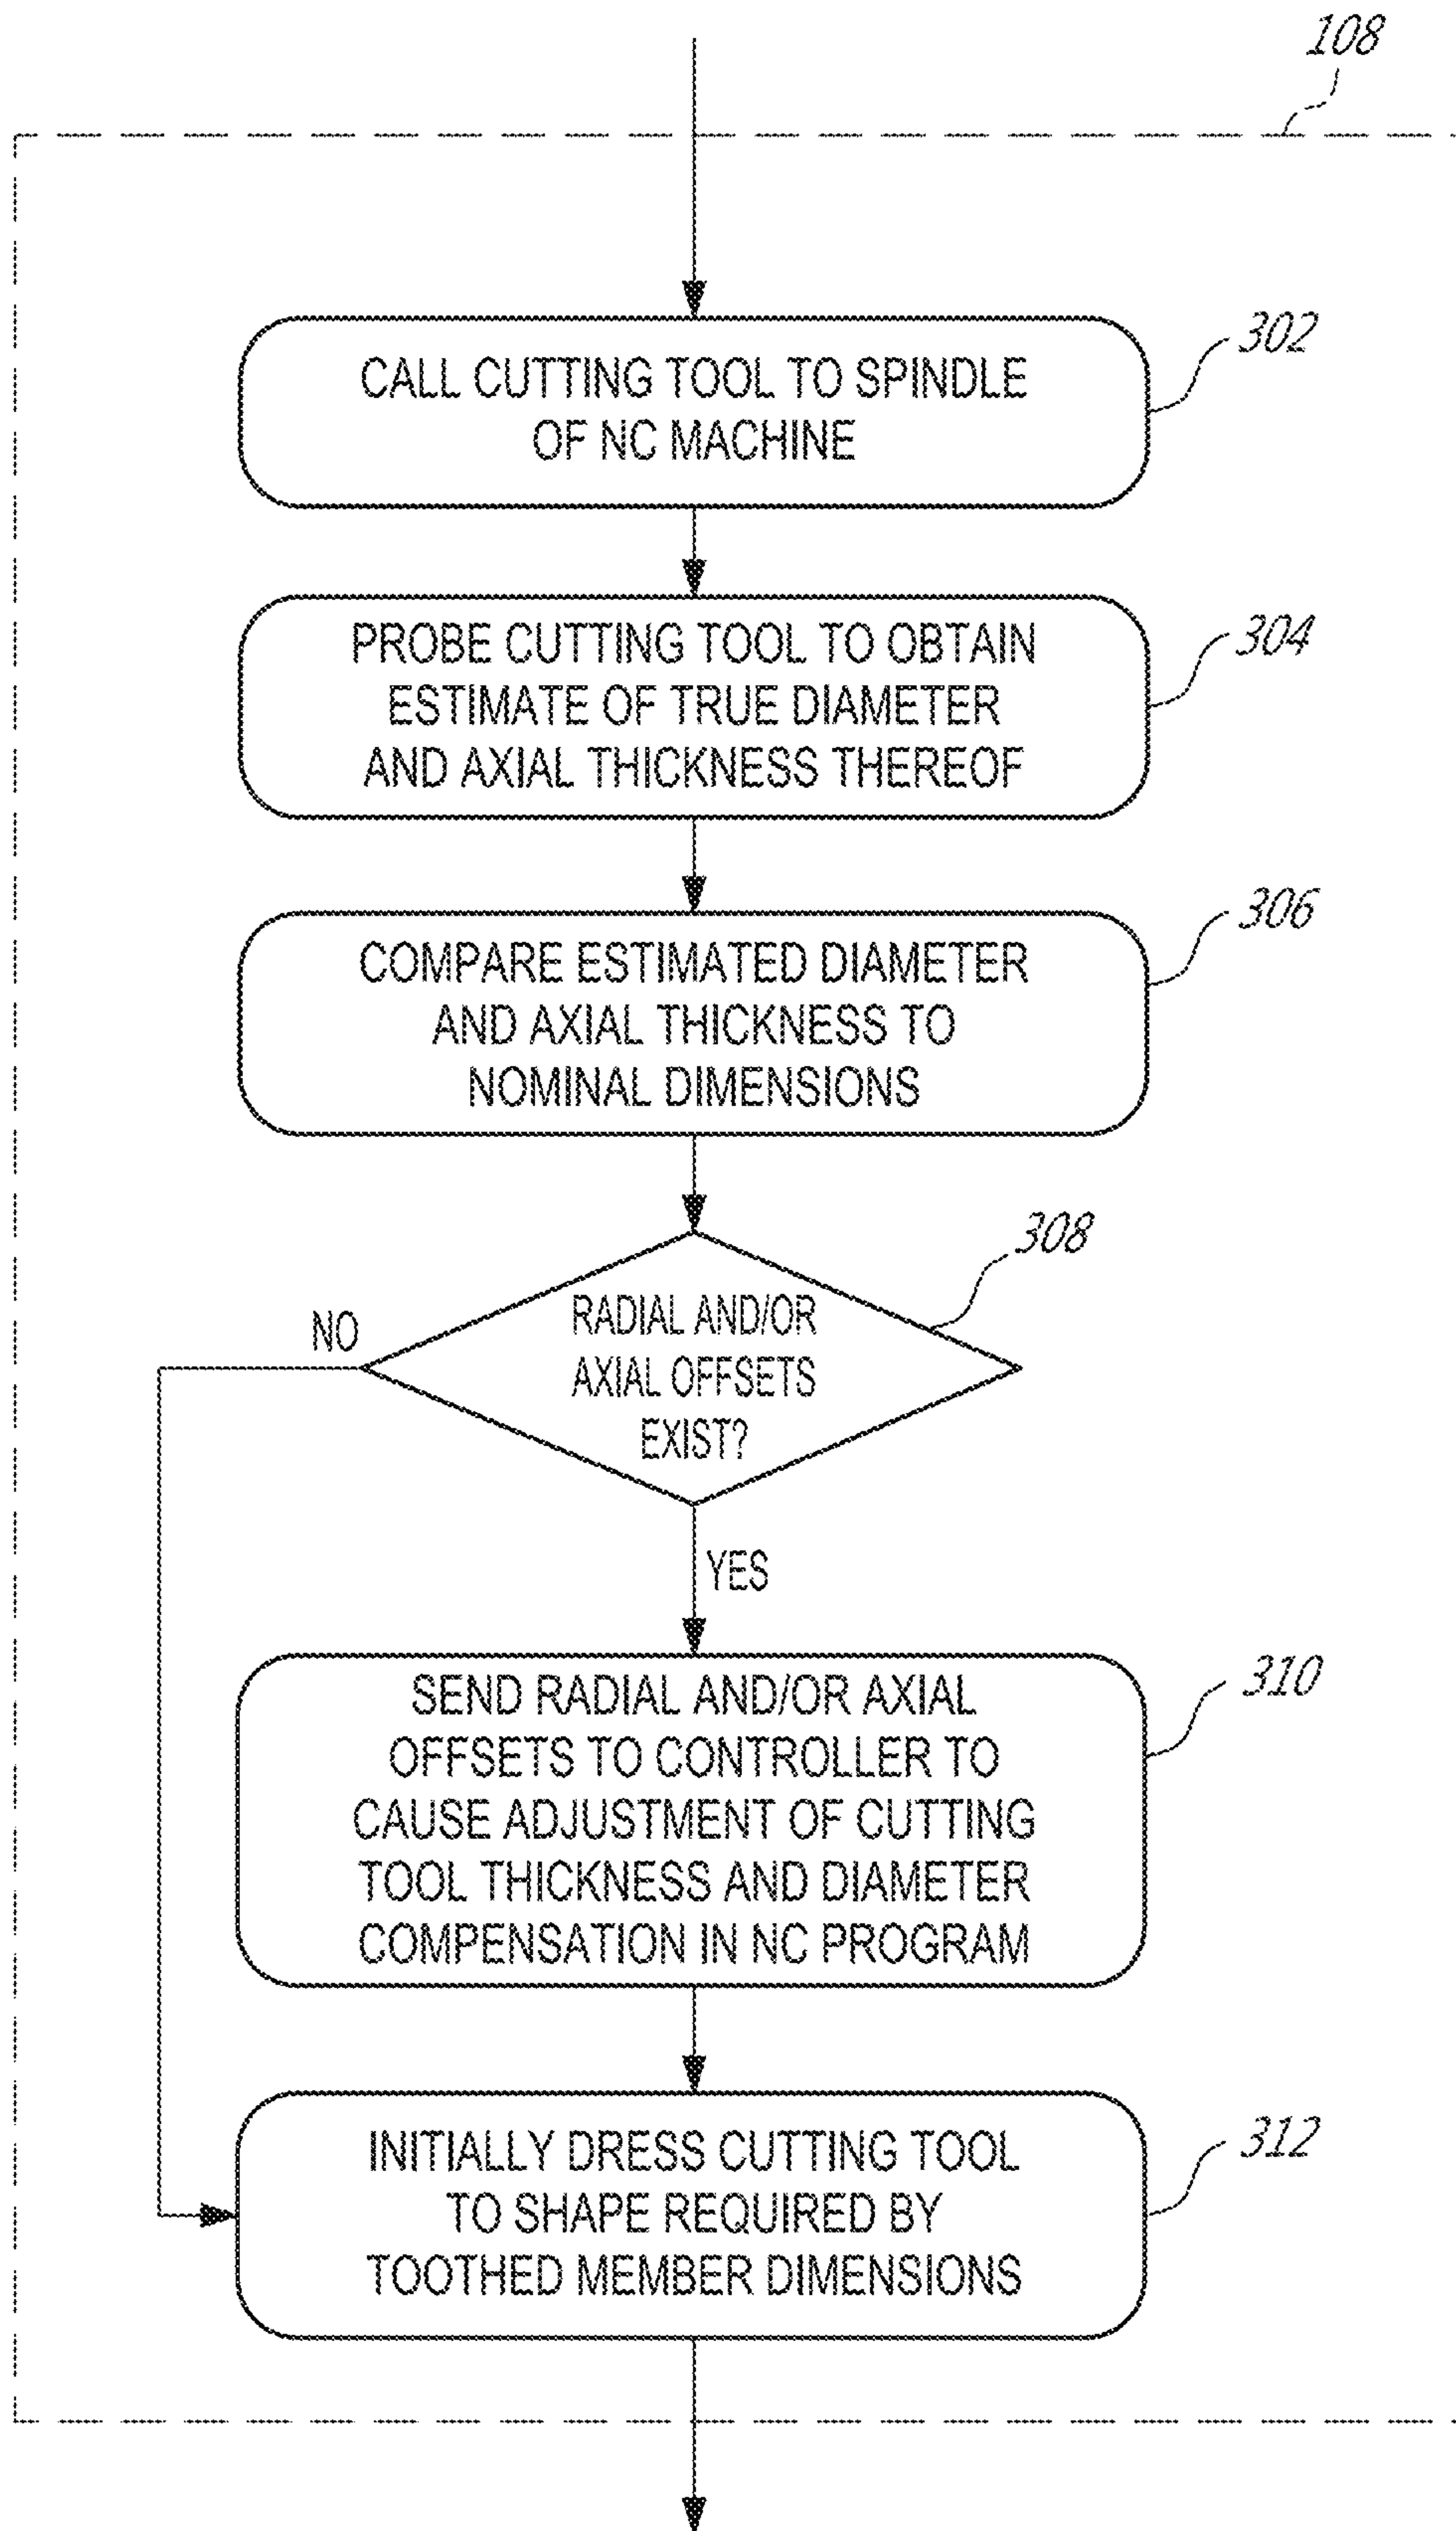 108
CALL CUTTING TOOL TO SPINDLE
OF NC MACHINE
302
PROBE CUTTING TOOL TO OBTAIN
ESTIMATE OF TRUE DIAMETER
AND AXIAL THICKNESS THEREOF
304
COMPARE ESTIMATED DIAMETER
AND AXIAL THICKNESS TO
NOMINAL DIMENSIONS
306
RADIAL AND/OR
AXIAL OFFSETS
EXIST?
308
NO
YES
SEND RADIAL AND/OR AXIAL
OFFSETS TO CONTROLLER TO
CAUSE ADJUSTMENT OF CUTTING
TOOL THICKNESS AND DIAMETER
COMPENSATION IN NC PROGRAM
310
INITIALLY DRESS CUTTING TOOL
TO SHAPE REQUIRED BY
TOOTHED MEMBER DIMENSIONS
312